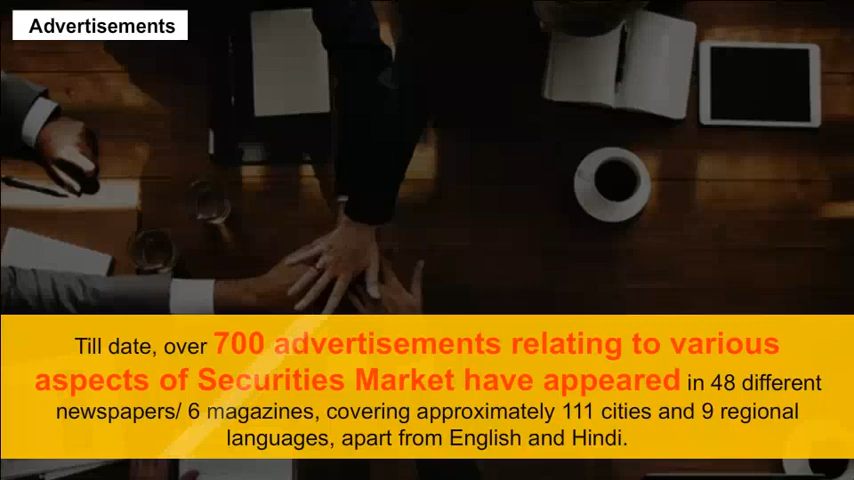 Advertisements
Till date, over 700 advertisements relating to various
aspects of Securities Market have appeared in 48 different
newspapers/ 6 magazines, covering approximately 111 cities and 9 regional
languages, apart from English and Hindi.